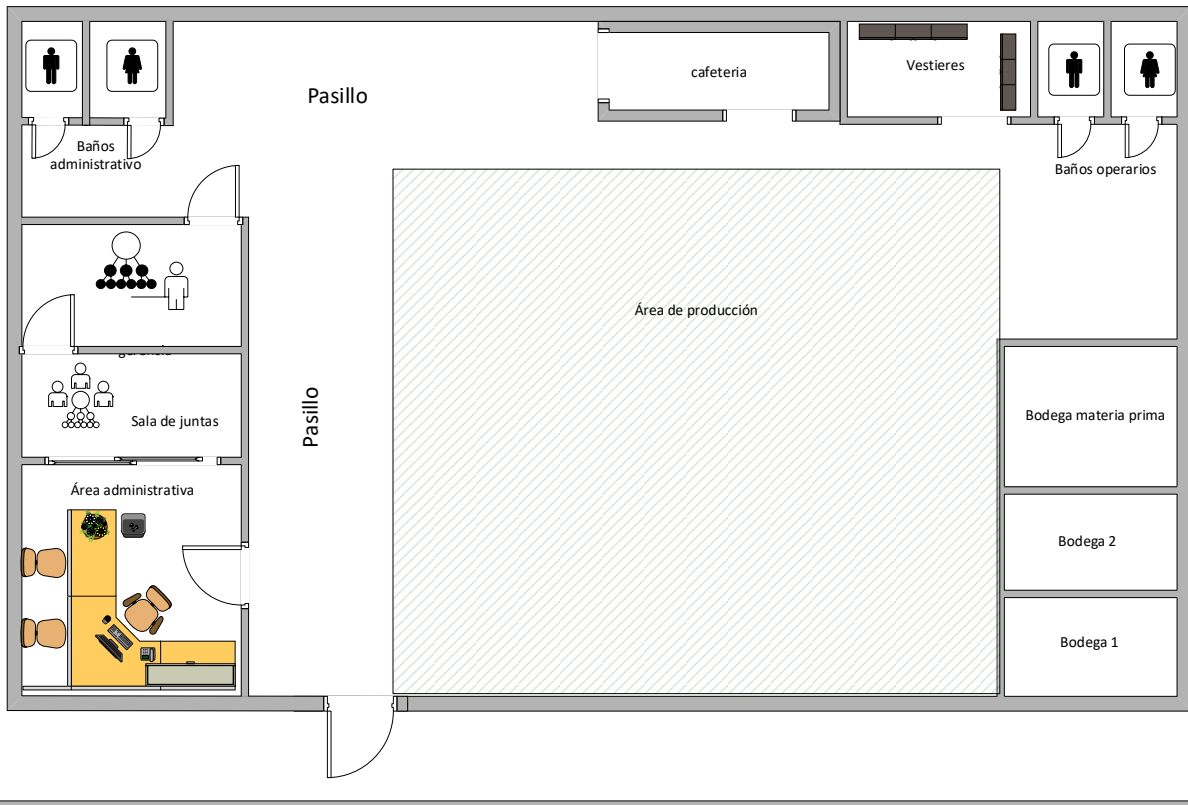 Pasillo
cafeteria
Vestieres
Baños
administrativo
Baños operarios
Área de producción
gerencia
Pasillo
Sala de juntas
Bodega materia prima
Área administrativa
Bodega 2
Bodega 1